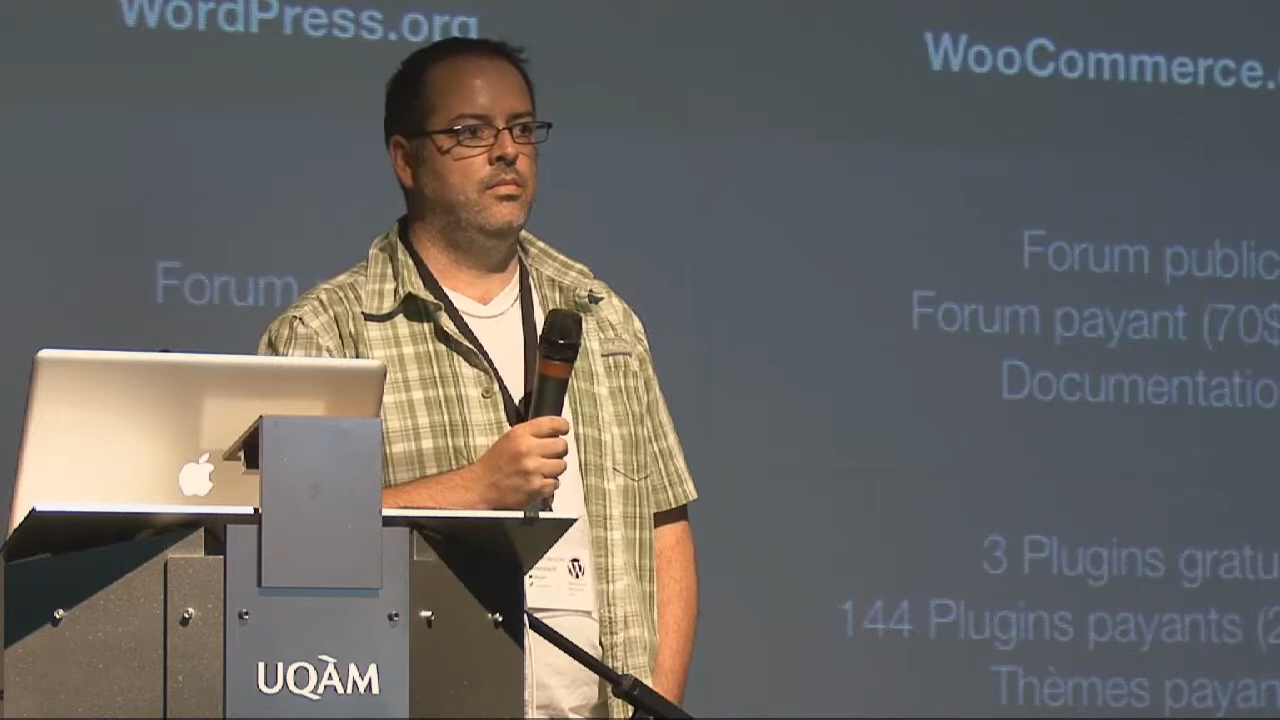 WordPress.org
WooCommerce.
Forum
Forum public
Forum payant (70$
Documentatio
3 Plugins gratu
144 Plugins payants (2
Thèmes payan
UQÀM